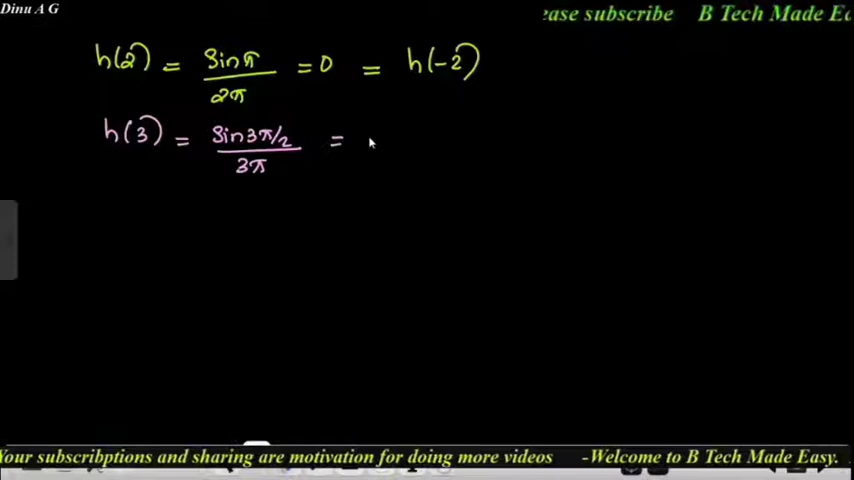 Dinu A G
ease subscribe B Tech Made Ea
h(2) = sinπ/2π = 0 = h(-2)
h(3) = sin3π/2/3π =
Your subscribptions and sharing are motivation for doing more videos -Welcome to B Tech Made Easy.